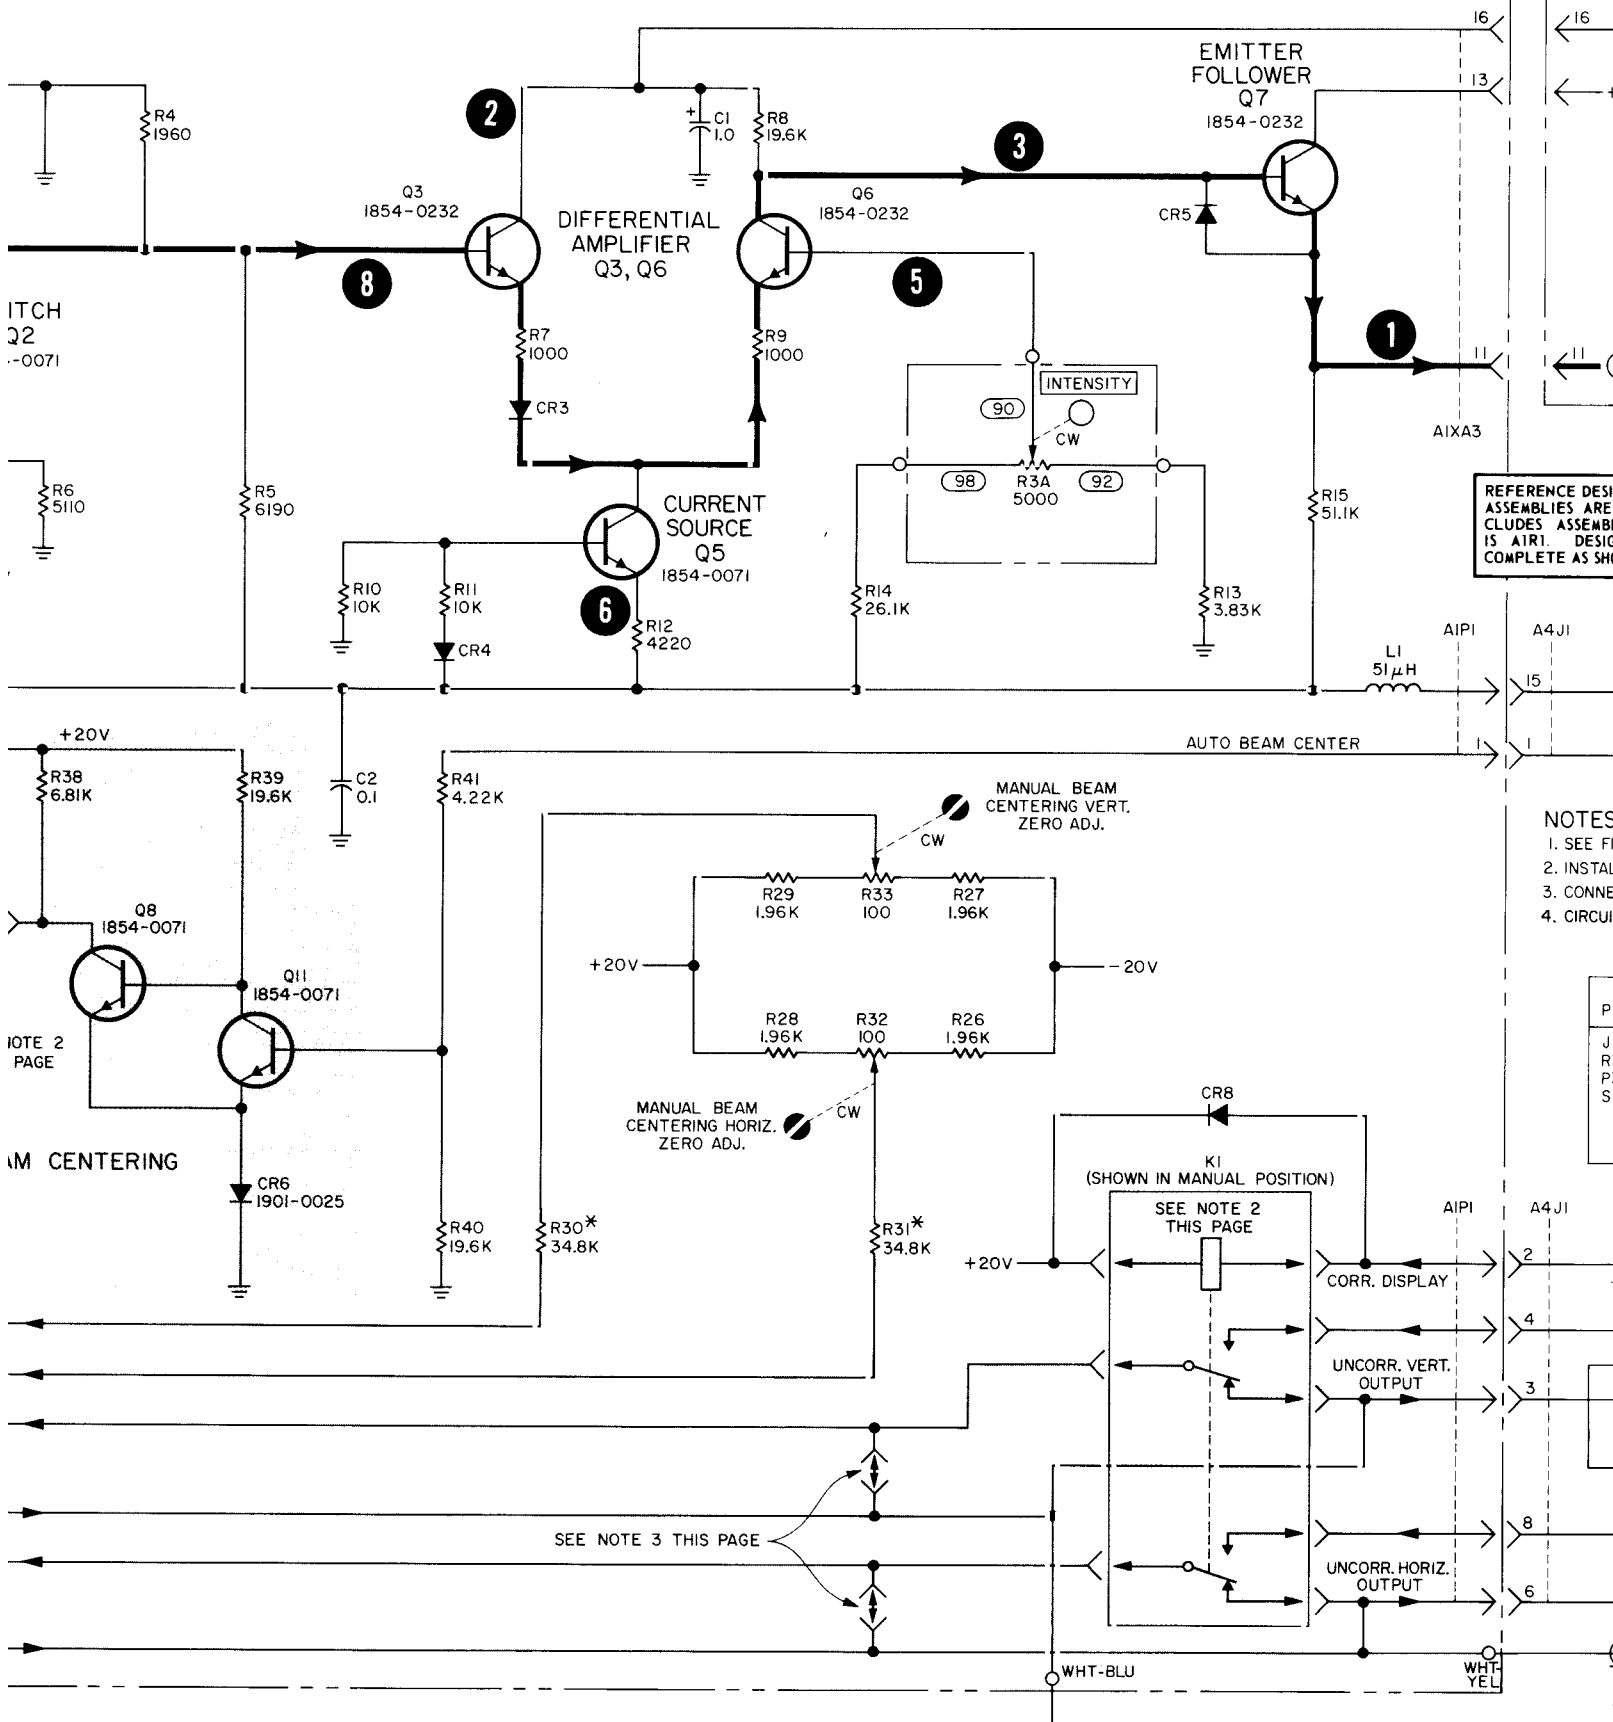 16
16
EMITTER
FOLLOWER
Q7
1854-0232
13
R4
1960
2
+
C1
1.0
R8
19.6K
3
Q3
1854-0232
DIFFERENTIAL
AMPLIFIER
Q3, Q6
Q6
1854-0232
CR5
8
5
ITCH
Q2
-0071
R7
1000
R9
1000
1
11
11
INTENSITY
90
CW
CR3
A1XA3
98
R3A
5000
92
R6
5110
R5
6190
CURRENT
SOURCE
Q5
1854-0071
R15
51.1K
REFERENCE DESI
ASSEMBLIES ARE
CLUDES ASSEMB
IS A1R1. DESIG
COMPLETE AS SH
R10
10K
R11
10K
6
R12
4220
R14
26.1K
R13
3.83K
CR4
A1P1
A4J1
L1
51μH
15
+20V
AUTO BEAM CENTER
1
1
R38
6.81K
R39
19.6K
C2
0.1
R41
4.22K
MANUAL BEAM
CENTERING VERT.
ZERO ADJ.
CW
NOTES
1. SEE F
2. INSTAL
3. CONNE
4. CIRCUI
R29
1.96K
R33
100
R27
1.96K
Q8
1854-0071
+20V
-20V
Q11
1854-0071
R28
1.96K
R32
100
R26
1.96K
P
J
R
P
S
NOTE 2
PAGE
MANUAL BEAM
CENTERING HORIZ.
ZERO ADJ.
CW
CR8
AM CENTERING
K1
(SHOWN IN MANUAL POSITION)
CR6
1901-0025
SEE NOTE 2
THIS PAGE
A1P1
A4J1
R40
19.6K
R30*
34.8K
R31*
34.8K
+20V
2
CORR. DISPLAY
4
UNCORR. VERT.
OUTPUT
3
SEE NOTE 3 THIS PAGE
8
UNCORR. HORIZ.
OUTPUT
6
WHT-BLU
WHT-
YEL